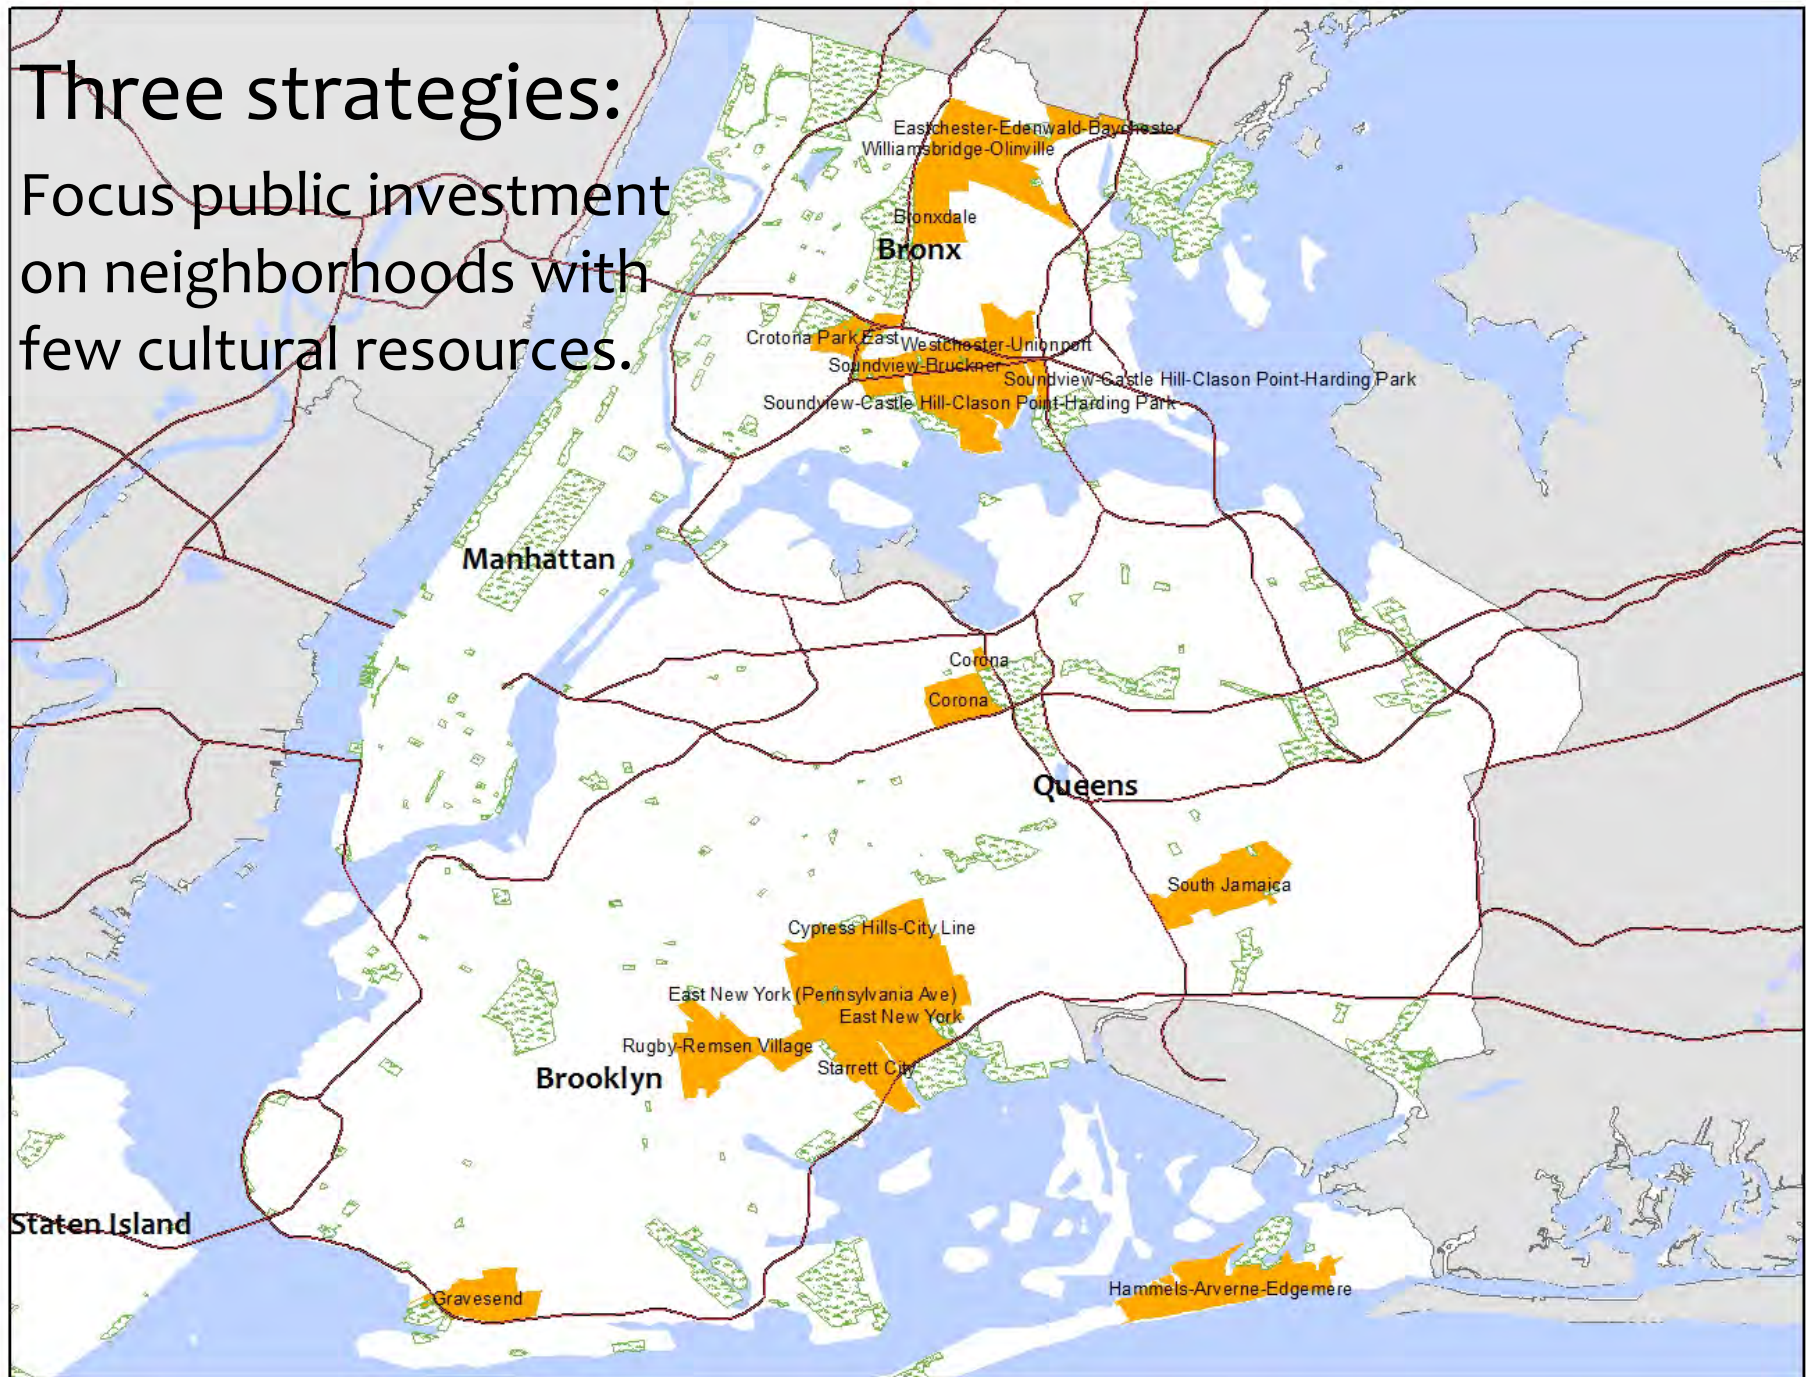 Three strategies:
Focus public investment
on neighborhoods with
few cultural resources.
Eastchester-Edenwald-Baychester
Williamsbridge-Olinville
Bronxdale
Bronx
Crotona Park East
Westchester-Unionport
Soundview-Bruckner
Soundview-Castle Hill-Clason Point-Harding Park
Soundview-Castle Hill-Clason Point-Harding Park
Manhattan
Corona
Corona
Queens
South Jamaica
Cypress Hills-City Line
East New York (Pennsylvania Ave)
East New York
Rugby-Remsen Village
Starrett City
Brooklyn
Staten Island
Hammels-Arverne-Edgemere
Gravesend